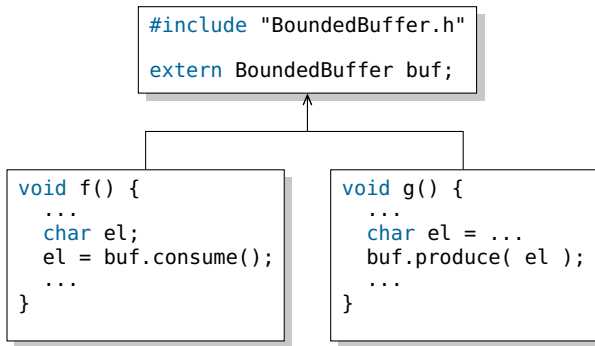 #include "BoundedBuffer.h"
extern BoundedBuffer buf;
void f() {
  ...
  char el;
  el = buf.consume();
  ...
}
void g() {
  ...
  char el = ...
  buf.produce( el );
  ...
}